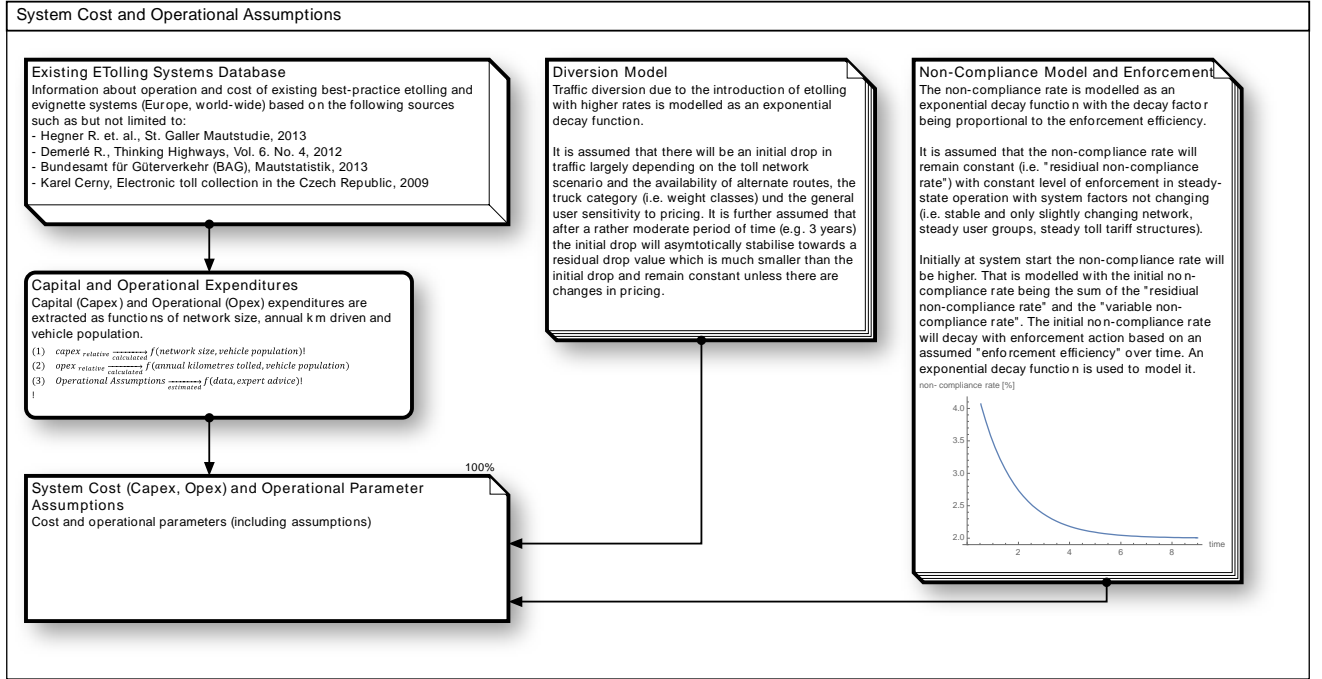 System Cost and Operational Assumptions
Existing ETolling Systems Database
Information about operation and cost of existing best-practice etolling and
evignette systems (Europe, world-wide) based on the following sources
such as but not limited to:
- Hegner R. et. al., St. Galler Mautstudie, 2013
- Demerlé R., Thinking Highways, Vol. 6. No. 4, 2012
- Bundesamt für Güterverkehr (BAG), Mautstatistik, 2013
- Karel Cerny, Electronic toll collection in the Czech Republic, 2009
Capital and Operational Expenditures
Capital (Capex) and Operational (Opex) expenditures are
extracted as functions of network size, annual km driven and
vehicle population.
(1) capex relative calculated f(network size, vehicle population)!
(2) opex relative calculated f(annual kilometres tolled, vehicle population)
(3) Operational Assumptions estimated f(data, expert advice)!
!
100%
System Cost (Capex, Opex) and Operational Parameter
Assumptions
Cost and operational parameters (including assumptions)
Diversion Model
Traffic diversion due to the introduction of etolling
with higher rates is modelled as an exponential
decay function.
It is assumed that there will be an initial drop in
traffic largely depending on the toll network
scenario and the availability of alternate routes, the
truck category (i.e. weight classes) und the general
user sensitivity to pricing. It is further assumed that
after a rather moderate period of time (e.g. 3 years)
the initial drop will asymtotically stabilise towards a
residual drop value which is much smaller than the
initial drop and remain constant unless there are
changes in pricing.
Non-Compliance Model and Enforcement
The non-compliance rate is modelled as an
exponential decay function with the decay factor
being proportional to the enforcement efficiency.
It is assumed that the non-compliance rate will
remain constant (i.e. "residiual non-compliance
rate") with constant level of enforcement in steady-
state operation with system factors not changing
(i.e. stable and only slightly changing network,
steady user groups, steady toll tariff structures).
Initially at system start the non-compliance rate will
be higher. That is modelled with the initial non-
compliance rate being the sum of the "residiual
non-compliance rate" and the "variable non-
compliance rate". The initial non-compliance rate
will decay with enforcement action based on an
assumed "enforcement efficiency" over time. An
exponential decay function is used to model it.
non- compliance rate [%]
4.0
3.5
3.0
2.5
2.0
2 4 6 8
time